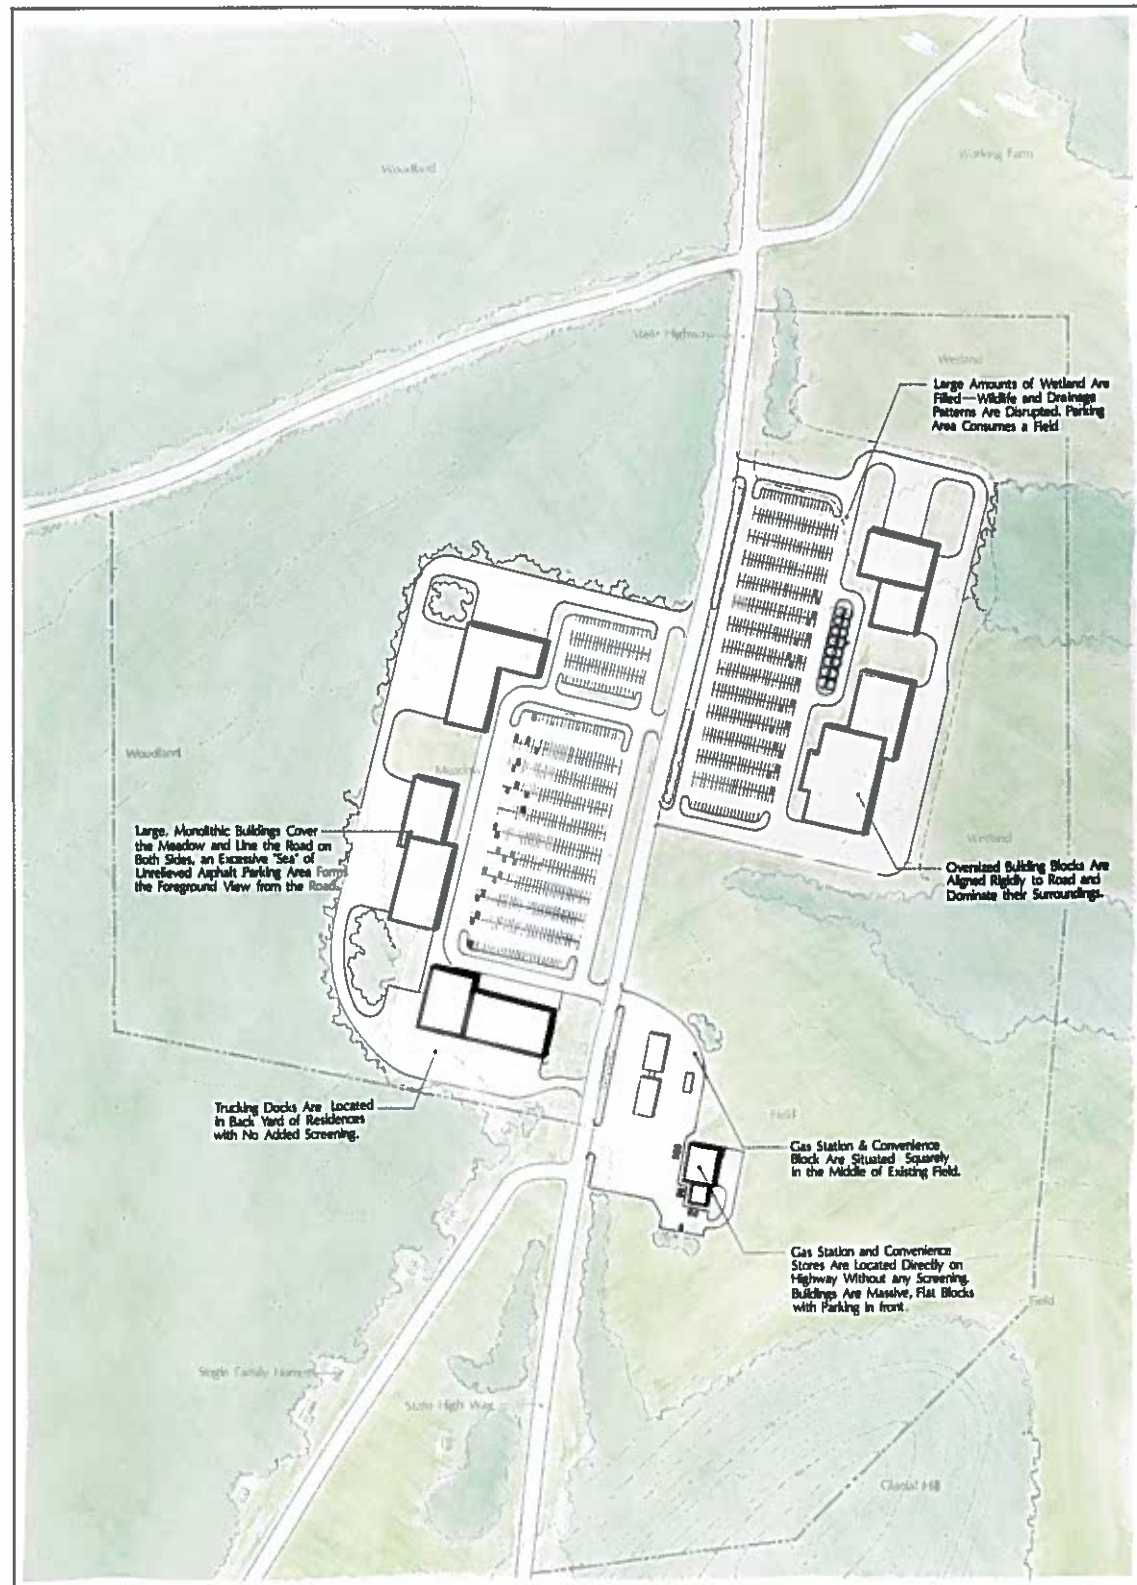 Woodland
Working Farm
State Highway
Wetland
Large Amounts of Wetland Are
Filled—Wildlife and Drainage
Patterns Are Disrupted. Parking
Area Consumes a Field
Woodland
Large, Monolithic Buildings Cover
the Meadow and Line the Road on
Both Sides, an Excessive "Sea" of
Unrelieved Asphalt Parking Area Forms
the Foreground View from the Road.
Wetland
Oversized Building Blocks Are
Aligned Rigidly to Road and
Dominate their Surroundings.
Trucking Docks Are Located
in Back Yard of Residences
with No Added Screening.
Field
Gas Station & Convenience
Block Are Situated Squarely
in the Middle of Existing Field.
Gas Station and Convenience
Stores Are Located Directly on
Highway Without any Screening.
Buildings Are Massive, Flat Blocks
with Parking in front.
Field
Single Family Homes
State High Way
Glacial Hill